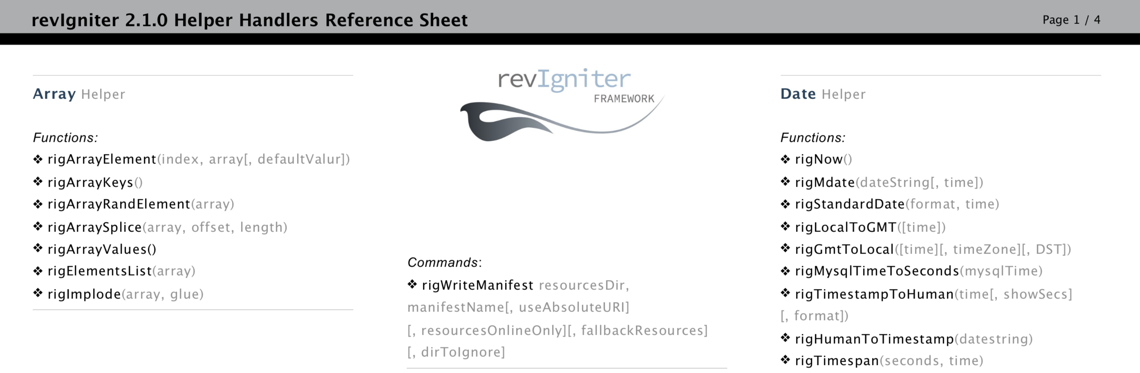 revIgniter 2.1.0 Helper Handlers Reference Sheet
Page 1 / 4
Array Helper
Functions:
❖ rigArrayElement(index, array[, defaultValur])
❖ rigArrayKeys()
❖ rigArrayRandElement(array)
❖ rigArraySplice(array, offset, length)
❖ rigArrayValues()
❖ rigElementsList(array)
❖ rigImplode(array, glue)
revIgniter
FRAMEWORK
Commands:
❖ rigWriteManifest resourcesDir,
manifestName[, useAbsoluteURI]
[, resourcesOnlineOnly][, fallbackResources]
[, dirToIgnore]
Date Helper
Functions:
❖ rigNow()
❖ rigMdate(dateString[, time])
❖ rigStandardDate(format, time)
❖ rigLocalToGMT([time])
❖ rigGmtToLocal([time][, timeZone][, DST])
❖ rigMysqlTimeToSeconds(mysqlTime)
❖ rigTimestampToHuman(time[, showSecs]
[, format])
❖ rigHumanToTimestamp(datestring)
❖ rigTimespan(seconds, time)